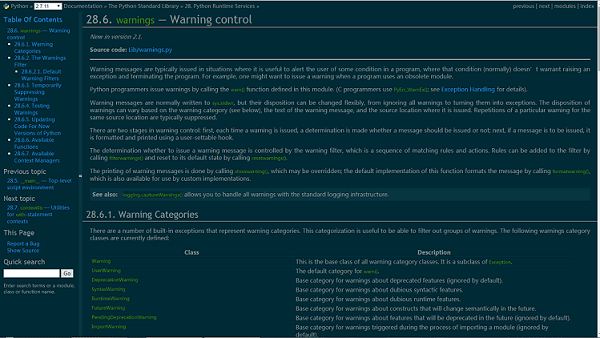 Python » 2.7.11 Documentation » The Python Standard Library » 28. Python Runtime Services »
previous | next | modules | index
Table Of Contents
28.6. warnings — Warning
control
28.6.1. Warning
Categories
28.6.2. The Warnings
Filter
28.6.2.1. Default
Warning Filters
28.6.3. Temporarily
Suppressing
Warnings
28.6.4. Testing
Warnings
28.6.5. Updating
Code For New
Versions of Python
28.6.6. Available
Functions
28.6.7. Available
Context Managers
Previous topic
28.5. __main__ — Top-level
script environment
Next topic
28.7. contextlib — Utilities
for with-statement
contexts
This Page
Report a Bug
Show Source
Quick search
Go
Enter search terms or a module,
class or function name.
28.6. warnings — Warning control
New in version 2.1.
Source code: Lib/warnings.py
Warning messages are typically issued in situations where it is useful to alert the user of some condition in a program, where that condition (normally) doesn't warrant raising an
exception and terminating the program. For example, one might want to issue a warning when a program uses an obsolete module.
Python programmers issue warnings by calling the warn() function defined in this module. (C programmers use PyErr_WarnEx(); see Exception Handling for details).
Warning messages are normally written to sys.stderr, but their disposition can be changed flexibly, from ignoring all warnings to turning them into exceptions. The disposition of
warnings can vary based on the warning category (see below), the text of the warning message, and the source location where it is issued. Repetitions of a particular warning for the
same source location are typically suppressed.
There are two stages in warning control: first, each time a warning is issued, a determination is made whether a message should be issued or not; next, if a message is to be issued, it
is formatted and printed using a user-settable hook.
The determination whether to issue a warning message is controlled by the warning filter, which is a sequence of matching rules and actions. Rules can be added to the filter by
calling filterwarnings() and reset to its default state by calling resetwarnings().
The printing of warning messages is done by calling showwarning(), which may be overridden; the default implementation of this function formats the message by calling formatwarning(),
which is also available for use by custom implementations.
See also: logging.captureWarnings() allows you to handle all warnings with the standard logging infrastructure.
28.6.1. Warning Categories
There are a number of built-in exceptions that represent warning categories. This categorization is useful to be able to filter out groups of warnings. The following warnings category
classes are currently defined:
Class Description
Warning This is the base class of all warning category classes. It is a subclass of Exception.
UserWarning The default category for warn().
DeprecationWarning Base category for warnings about deprecated features (ignored by default).
SyntaxWarning Base category for warnings about dubious syntactic features.
RuntimeWarning Base category for warnings about dubious runtime features.
FutureWarning Base category for warnings about constructs that will change semantically in the future.
PendingDeprecationWarning Base category for warnings about features that will be deprecated in the future (ignored by default).
ImportWarning Base category for warnings triggered during the process of importing a module (ignored by
default).